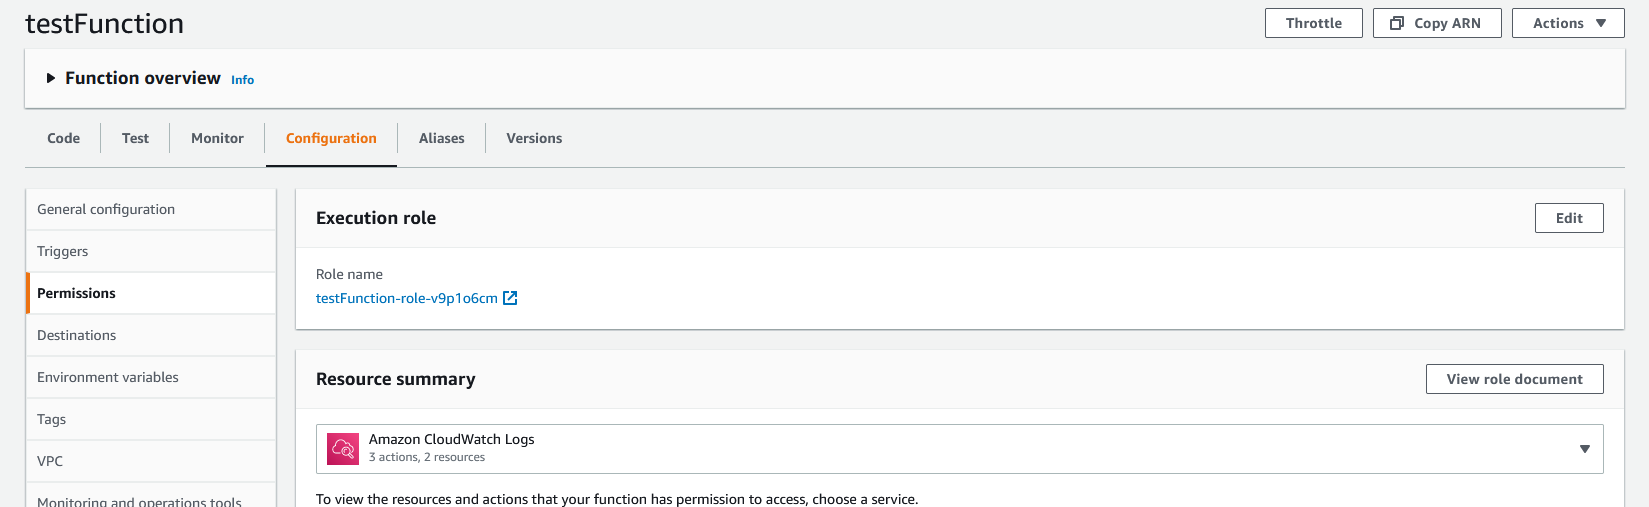 testFunction
Throttle
Copy ARN
Actions
Function overview Info
Code
Test
Monitor
Configuration
Aliases
Versions
General configuration
Triggers
Permissions
Destinations
Environment variables
Tags
VPC
Monitoring and operations tools
Execution role
Edit
Role name
testFunction-role-v9p1o6cm
Resource summary
View role document
Amazon CloudWatch Logs
3 actions, 2 resources
To view the resources and actions that your function has permission to access, choose a service.